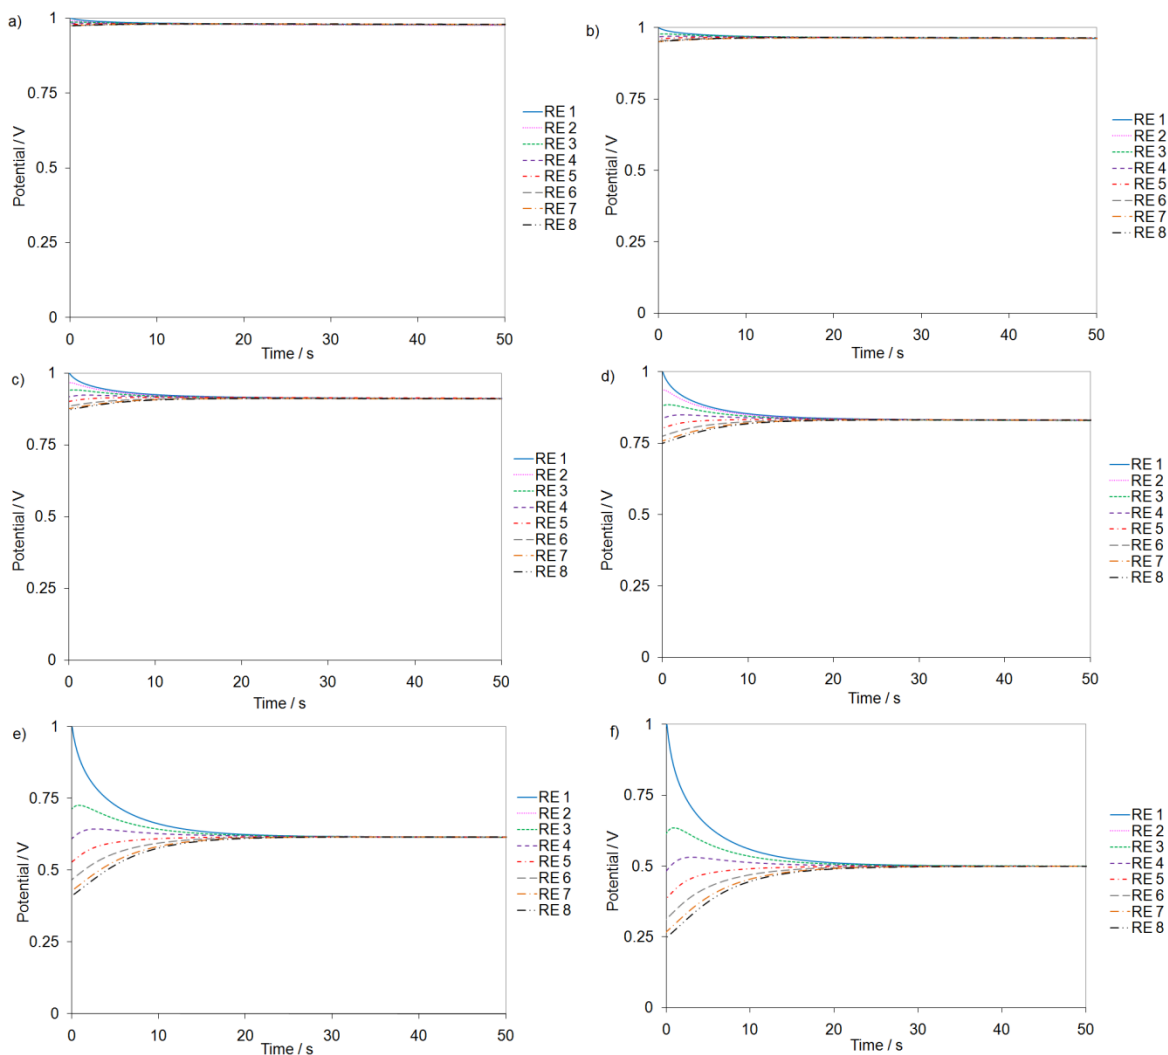 a)
1
0.75
0.5
0.25
0
Potential / V
0 10 20 30 40 50
Time / s
RE 1
RE 2
RE 3
RE 4
RE 5
RE 6
RE 7
RE 8
b)
1
0.75
0.5
0.25
0
Potential / V
0 10 20 30 40 50
Time / s
RE 1
RE 2
RE 3
RE 4
RE 5
RE 6
RE 7
RE 8
c)
1
0.75
0.5
0.25
0
Potential / V
0 10 20 30 40 50
Time / s
RE 1
RE 2
RE 3
RE 4
RE 5
RE 6
RE 7
RE 8
d)
1
0.75
0.5
0.25
0
Potential / V
0 10 20 30 40 50
Time / s
RE 1
RE 2
RE 3
RE 4
RE 5
RE 6
RE 7
RE 8
e)
1
0.75
0.5
0.25
0
Potential / V
0 10 20 30 40 50
Time / s
RE 1
RE 2
RE 3
RE 4
RE 5
RE 6
RE 7
RE 8
f)
1
0.75
0.5
0.25
0
Potential / V
0 10 20 30 40 50
Time / s
RE 1
RE 2
RE 3
RE 4
RE 5
RE 6
RE 7
RE 8